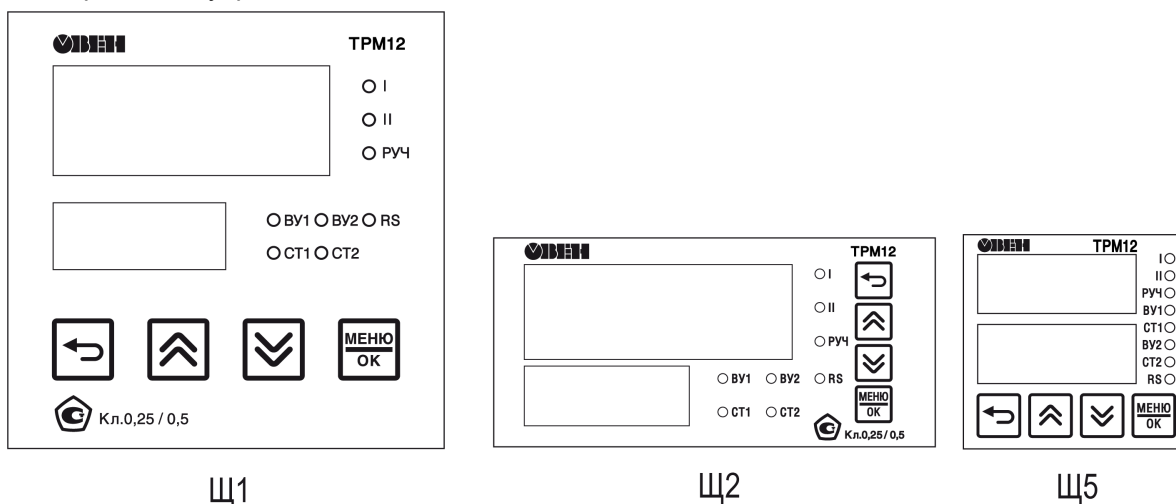 ОВЕН ТРМ12
I
II
РУЧ
ВУ1 ВУ2 RS
СТ1 СТ2
МЕНЮ
ОК
Кл.0,25 / 0,5
Щ1
ОВЕН ТРМ12
I
II
РУЧ
ВУ1 ВУ2 RS
СТ1 СТ2
МЕНЮ
ОК
Кл.0,25 / 0,5
Щ2
ОВЕН ТРМ12
I
II
РУЧ
ВУ1
СТ1
ВУ2
СТ2
RS
МЕНЮ
ОК
Щ5